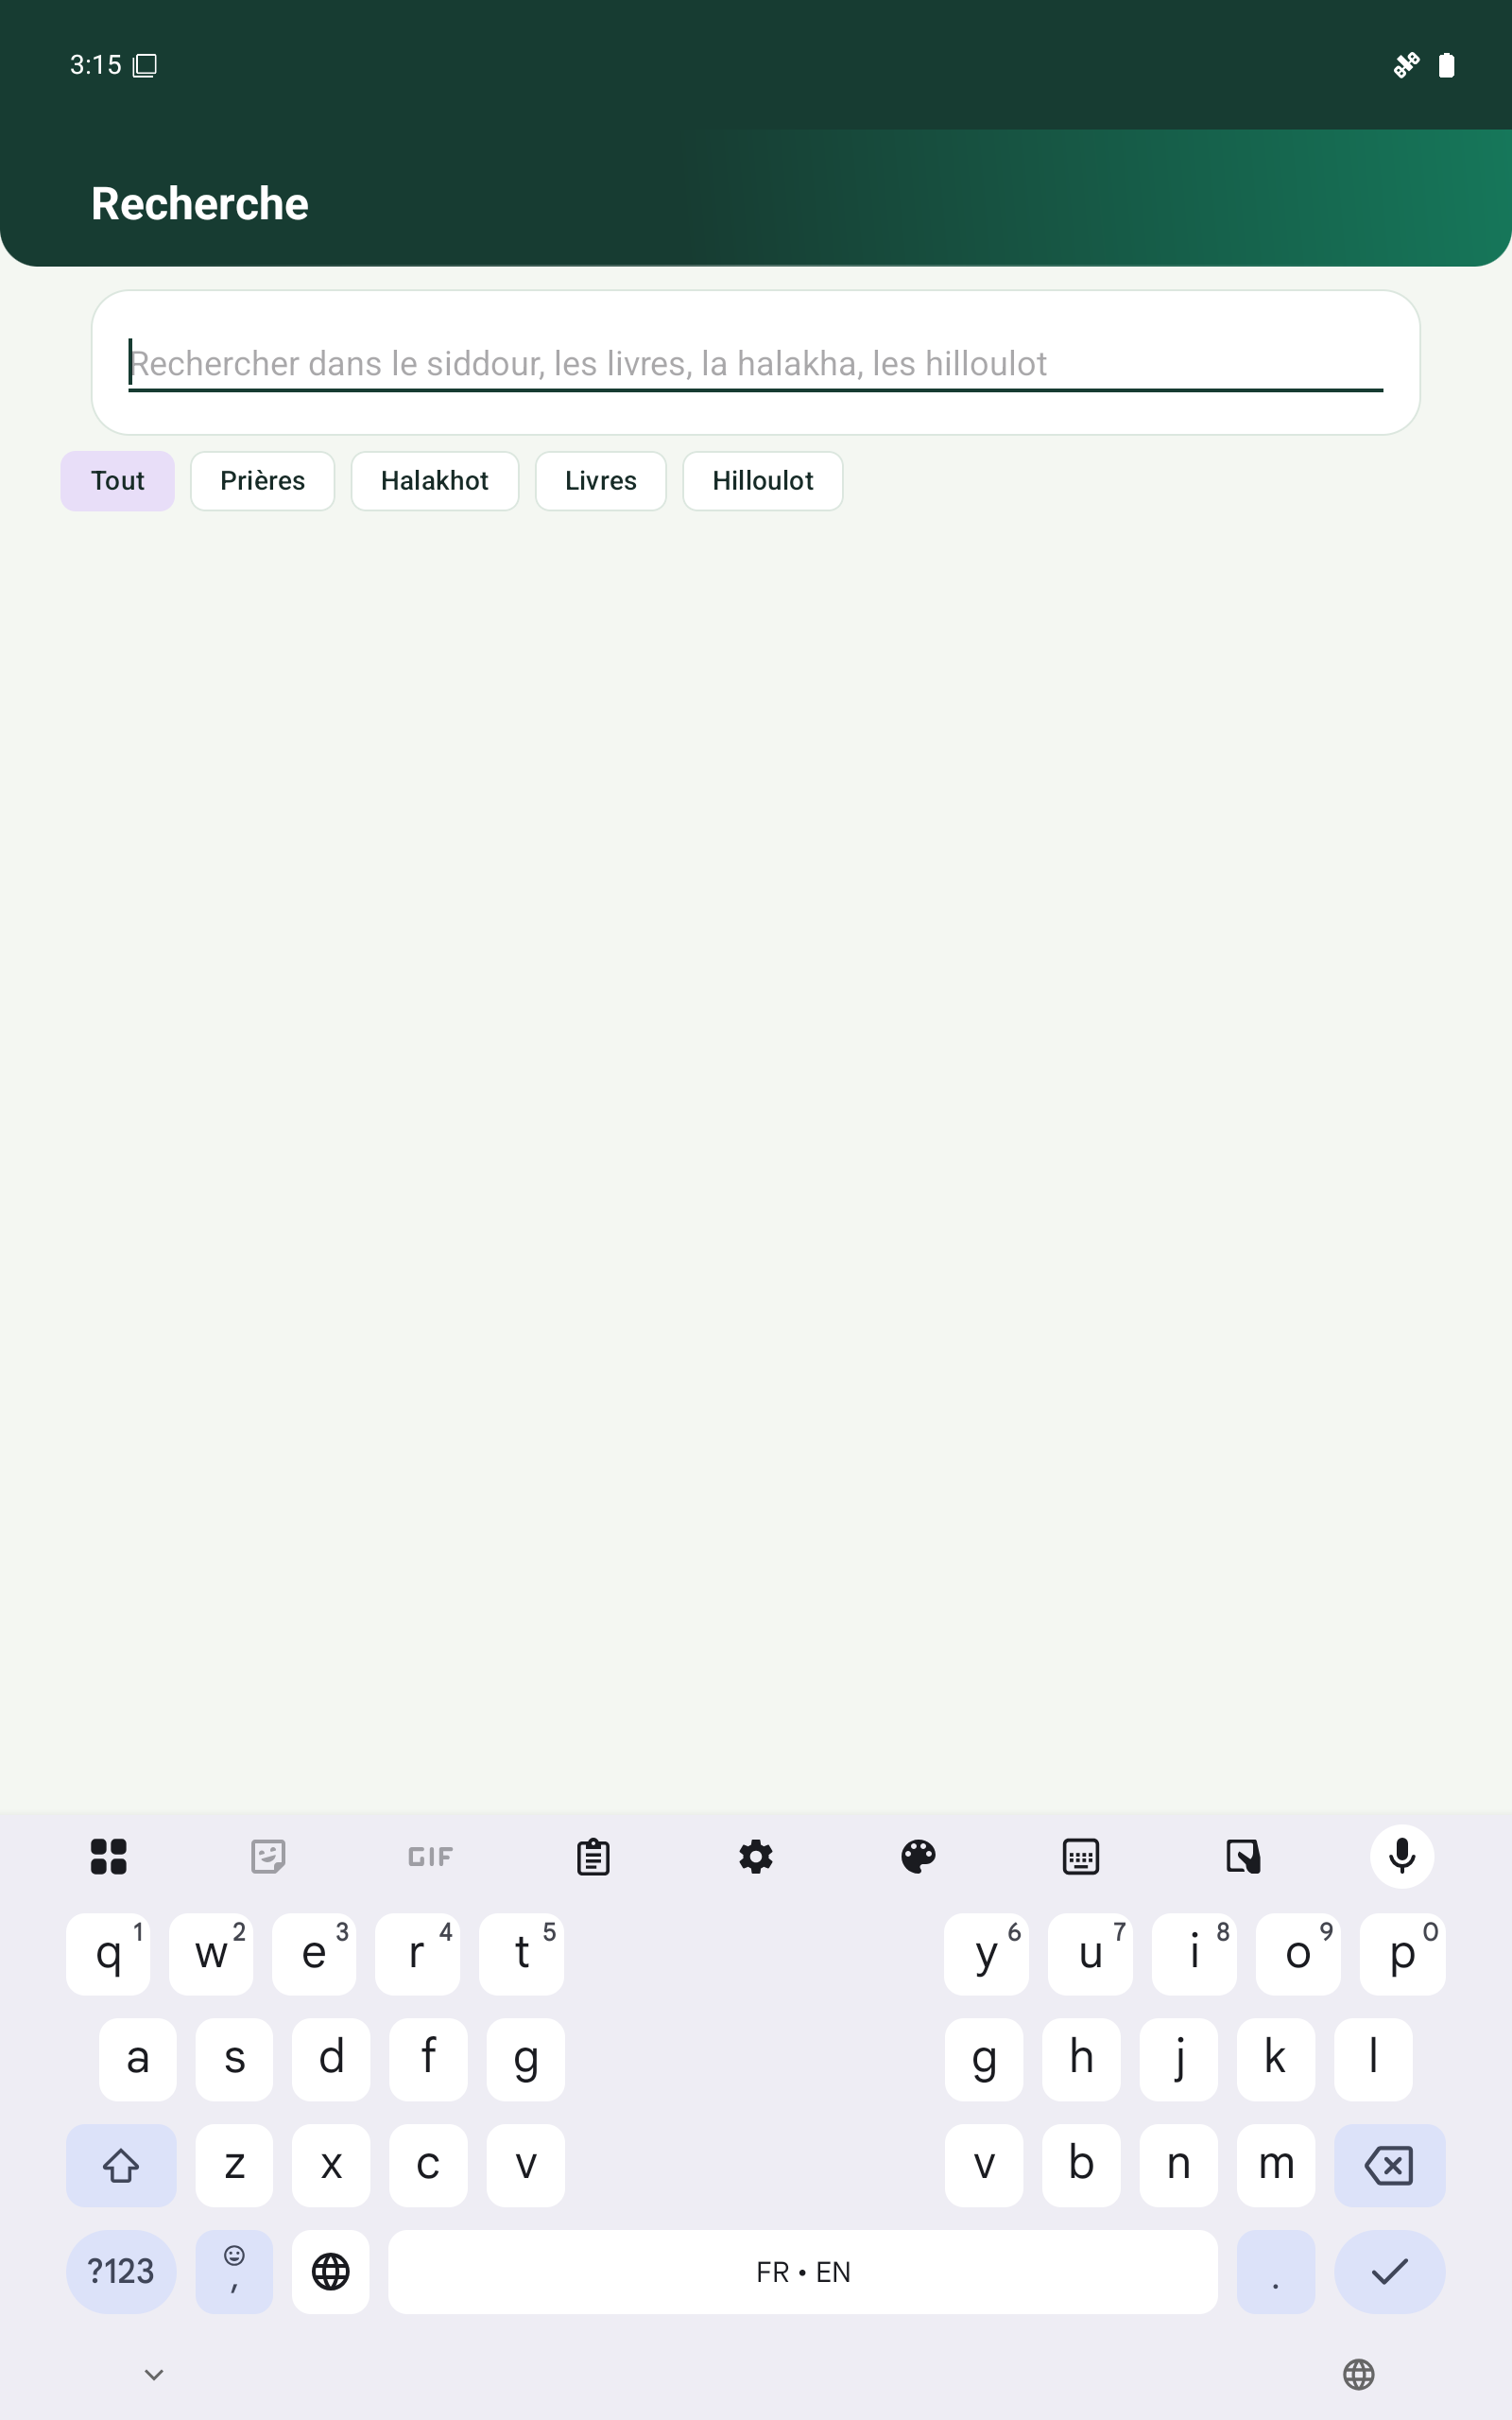 3:15
Recherche
Rechercher dans le siddour, les livres, la halakha, les hilloulot
Tout Prières Halakhot Livres Hilloulot
GIF
q 1 w 2 e 3 r 4 t 5 y 6 u 7 i 8 o 9 p 0
a s d f g g h j k l
z x c v v b n m
?123 , FR • EN .